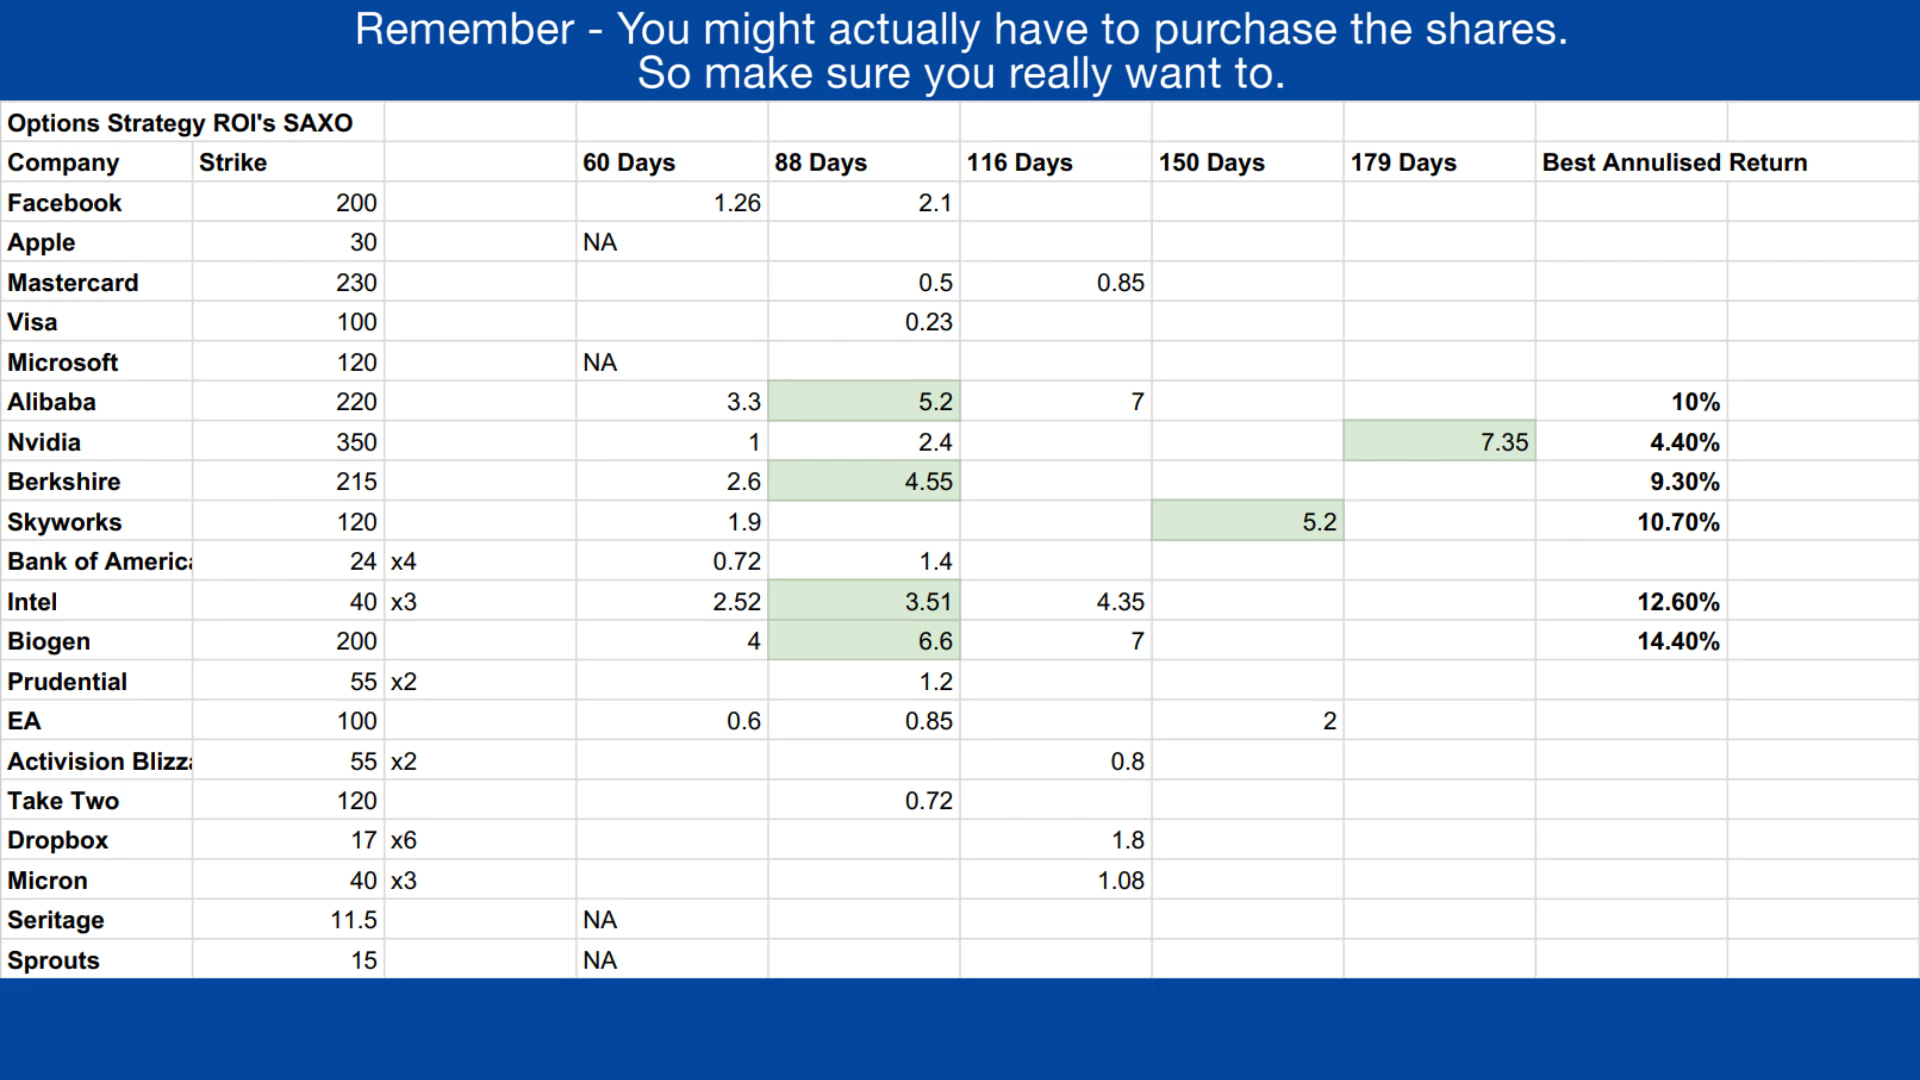 Remember - You might actually have to purchase the shares.
So make sure you really want to.
Options Strategy ROI's SAXO
Company Strike 60 Days 88 Days 116 Days 150 Days 179 Days Best Annulised Return
Facebook 200 1.26 2.1
Apple 30 NA
Mastercard 230 0.5 0.85
Visa 100 0.23
Microsoft 120 NA
Alibaba 220 3.3 5.2 7 10%
Nvidia 350 1 2.4 7.35 4.40%
Berkshire 215 2.6 4.55 9.30%
Skyworks 120 1.9 5.2 10.70%
Bank of Americ 24 x4 0.72 1.4
Intel 40 x3 2.52 3.51 4.35 12.60%
Biogen 200 4 6.6 7 14.40%
Prudential 55 x2 1.2
EA 100 0.6 0.85 2
Activision Blizz 55 x2 0.8
Take Two 120 0.72
Dropbox 17 x6 1.8
Micron 40 x3 1.08
Seritage 11.5 NA
Sprouts 15 NA